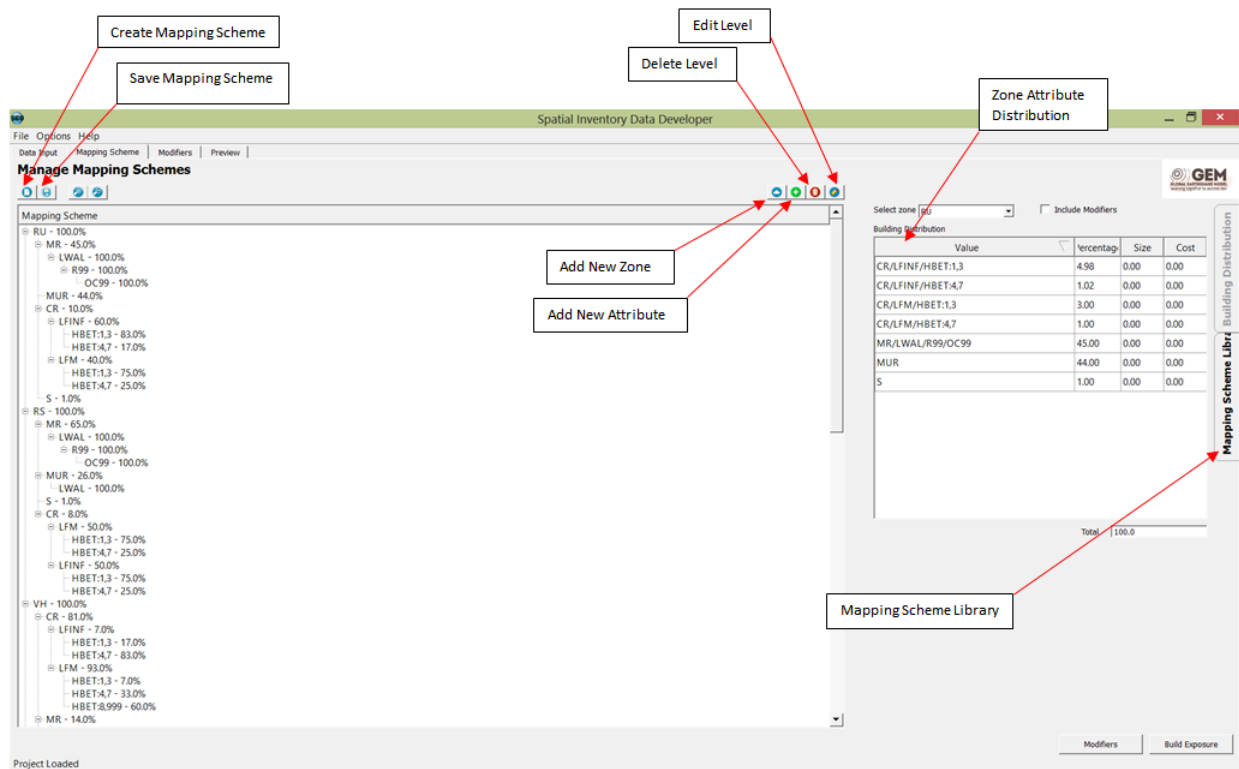 Create Mapping Scheme
Edit Level
Delete Level
Save Mapping Scheme
Zone Attribute
Distribution
Spatial Inventory Data Developer
File Options Help
Data Input Mapping Scheme Modifiers Preview
Manage Mapping Schemes
GEM
GLOBAL EARTHQUAKE MODEL
Mapping Scheme
RU - 100.0%
MR - 45.0%
LWAL - 100.0%
R99 - 100.0%
OC99 - 100.0%
MUR - 44.0%
CR - 10.0%
LFINF - 60.0%
HBET:1,3 - 83.0%
HBET:4,7 - 17.0%
LFM - 40.0%
HBET:1,3 - 75.0%
HBET:4,7 - 25.0%
S - 1.0%
RS - 100.0%
MR - 65.0%
LWAL - 100.0%
R99 - 100.0%
OC99 - 100.0%
MUR - 26.0%
LWAL - 100.0%
S - 1.0%
CR - 8.0%
LFM - 50.0%
HBET:1,3 - 75.0%
HBET:4,7 - 25.0%
LFINF - 50.0%
HBET:1,3 - 75.0%
HBET:4,7 - 25.0%
VH - 100.0%
CR - 81.0%
LFINF - 7.0%
HBET:1,3 - 17.0%
HBET:4,7 - 83.0%
LFM - 93.0%
HBET:1,3 - 7.0%
HBET:4,7 - 33.0%
HBET:8,999 - 60.0%
MR - 14.0%
Add New Zone
Add New Attribute
Select zone RU Include Modifiers
Building Distribution
Value Percentag Size Cost
CR/LFINF/HBET:1,3 4.98 0.00 0.00
CR/LFINF/HBET:4,7 1.02 0.00 0.00
CR/LFM/HBET:1,3 3.00 0.00 0.00
CR/LFM/HBET:4,7 1.00 0.00 0.00
MR/LWAL/R99/OC99 45.00 0.00 0.00
MUR 44.00 0.00 0.00
S 1.00 0.00 0.00
Total 100.0
Building Distribution
Mapping Scheme Libra
Mapping Scheme Library
Modifiers Build Exposure
Project Loaded